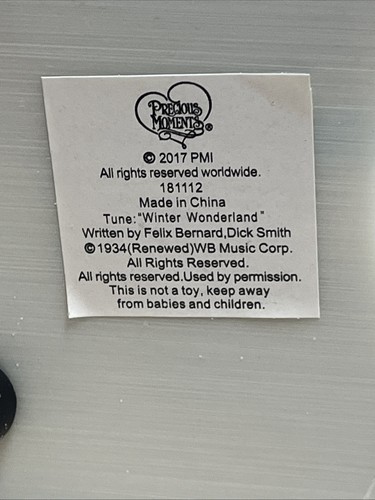 PRECIOUS
MOMENTS®
© 2017 PMI
All rights reserved worldwide.
181112
Made in China
Tune:"Winter Wonderland"
Written by Felix Bernard,Dick Smith
©1934(Renewed)WB Music Corp.
All Rights Reserved.
All rights reserved.Used by permission.
This is not a toy, keep away
from babies and children.